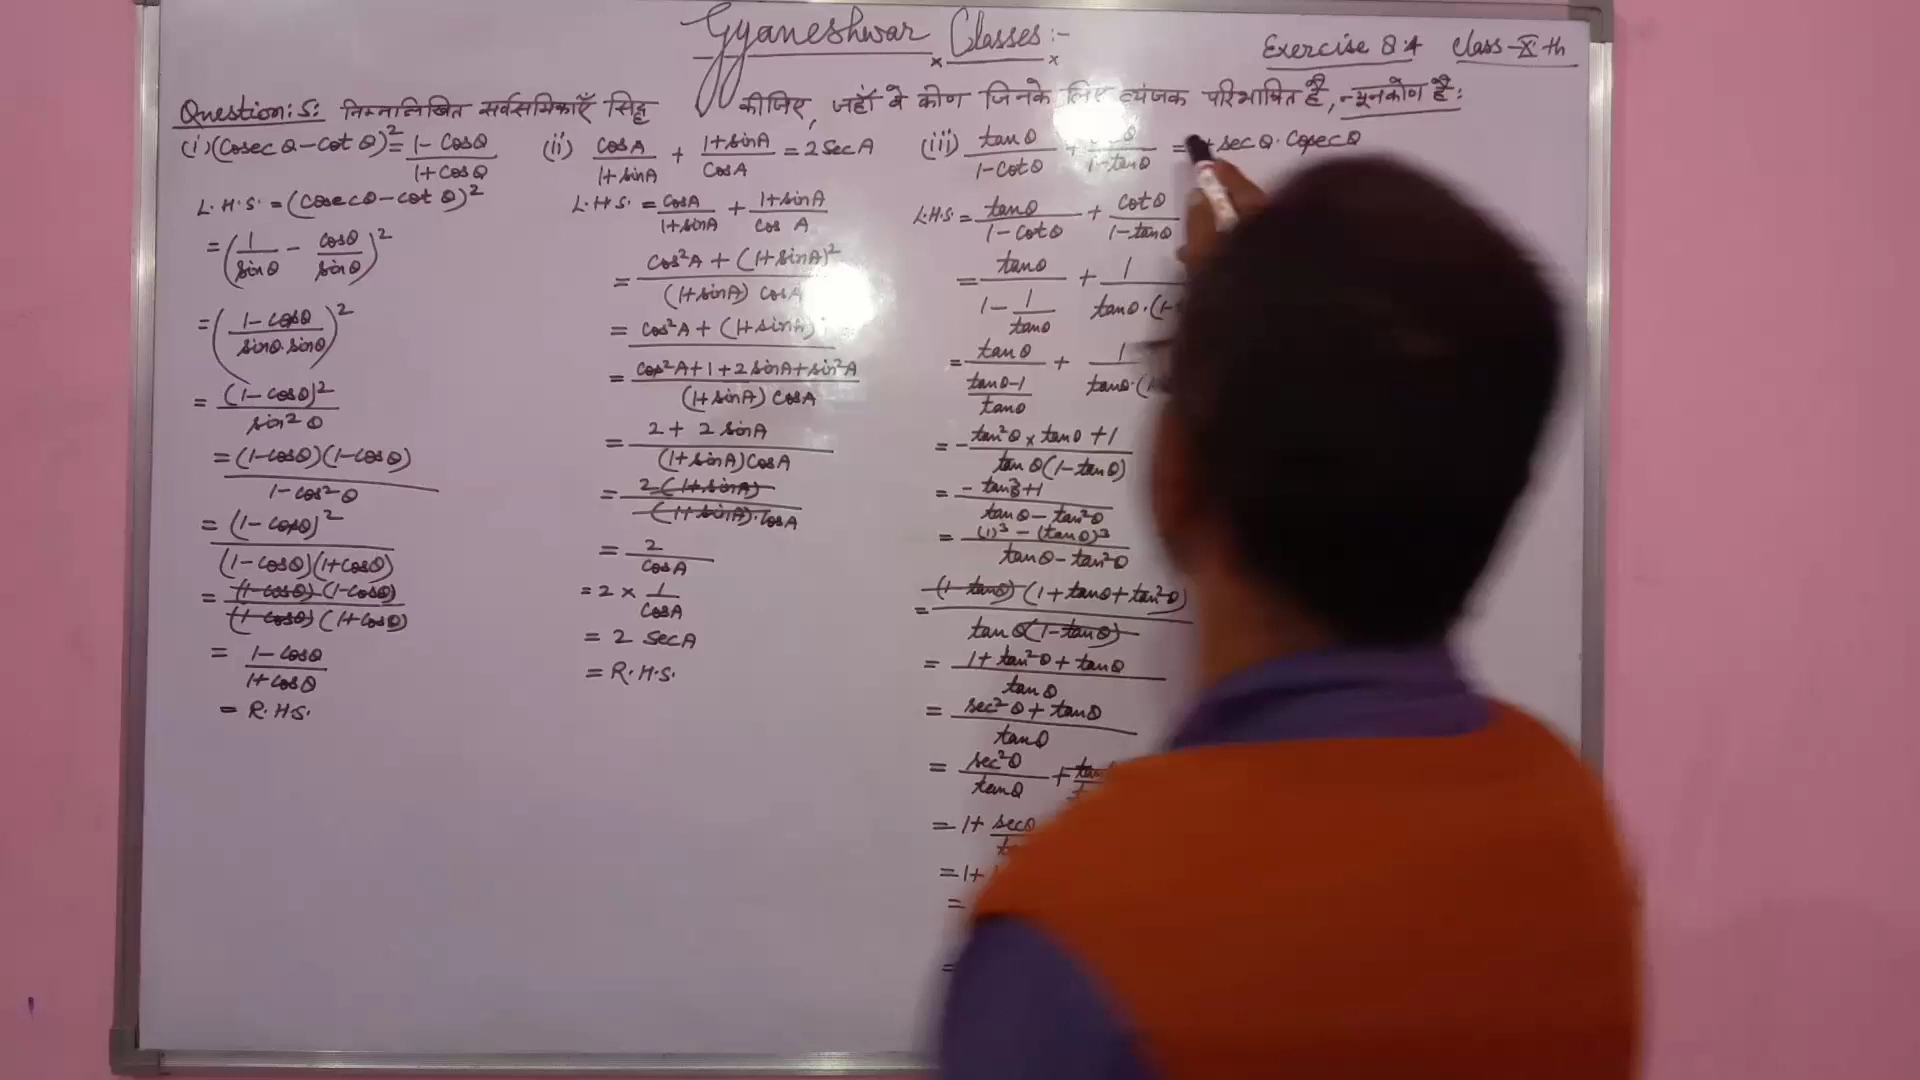 Gyaneshwar Classes:-
Exercise 8.4 Class-X th
Question:5: निम्नलिखित सर्वसमिकाएँ सिद्ध कीजिए, जहाँ वे कोण जिनके लिए व्यंजक परिभाषित है, न्यूनकोण है:
(i) (Cosec θ - cot θ)² = 1 - Cosθ / 1 + Cosθ
L.H.S. = (Cosec θ - cot θ)²
= (1/sinθ - cosθ/sinθ)²
= (1 - cosθ / sinθ.sinθ)²
= (1 - cosθ)² / sin²θ
= (1 - cosθ)(1 - cosθ) / 1 - cos²θ
= (1 - cosθ)² / (1 - cosθ)(1 + cosθ)
= (1 - cosθ)(1 - cosθ) / (1 - cosθ)(1 + cosθ)
= 1 - cosθ / 1 + cosθ
= R.H.S.
(ii) CosA / 1 + sinA + 1 + sinA / CosA = 2 SecA
L.H.S. = CosA / 1 + sinA + 1 + sinA / Cos A
= Cos²A + (1 + sinA)² / (1 + sinA) CosA
= Cos²A + (1 + sinA)
= Cos²A + 1 + 2 sinA + sin²A / (1 + sinA) CosA
= 2 + 2 sinA / (1 + sinA) CosA
= 2 (1 + sinA) / (1 + sinA).CosA
= 2 / CosA
= 2 × 1 / CosA
= 2 SecA
= R.H.S.
(iii) tanθ / 1 - Cotθ + θ / 1 - tanθ = + secθ.Cosecθ
L.H.S. = tanθ / 1 - Cotθ + Cotθ / 1 - tanθ
= tanθ / 1 - 1/tanθ + 1 / tanθ.(1
= tanθ / tanθ-1/tanθ + 1 / tanθ.(
= - tan²θ × tanθ + 1 / tanθ(1 - tanθ)
= - tan3 + 1 / tanθ - tan²θ
= (1)³ - (tanθ)³ / tanθ - tan²θ
= (1 - tanθ) (1 + tanθ + tan²θ) / tanθ(1 - tanθ)
= 1 + tan²θ + tanθ / tanθ
= sec²θ + tanθ / tanθ
= sec²θ / tanθ + tan
= 1 + secθ
= 1 +
=
=